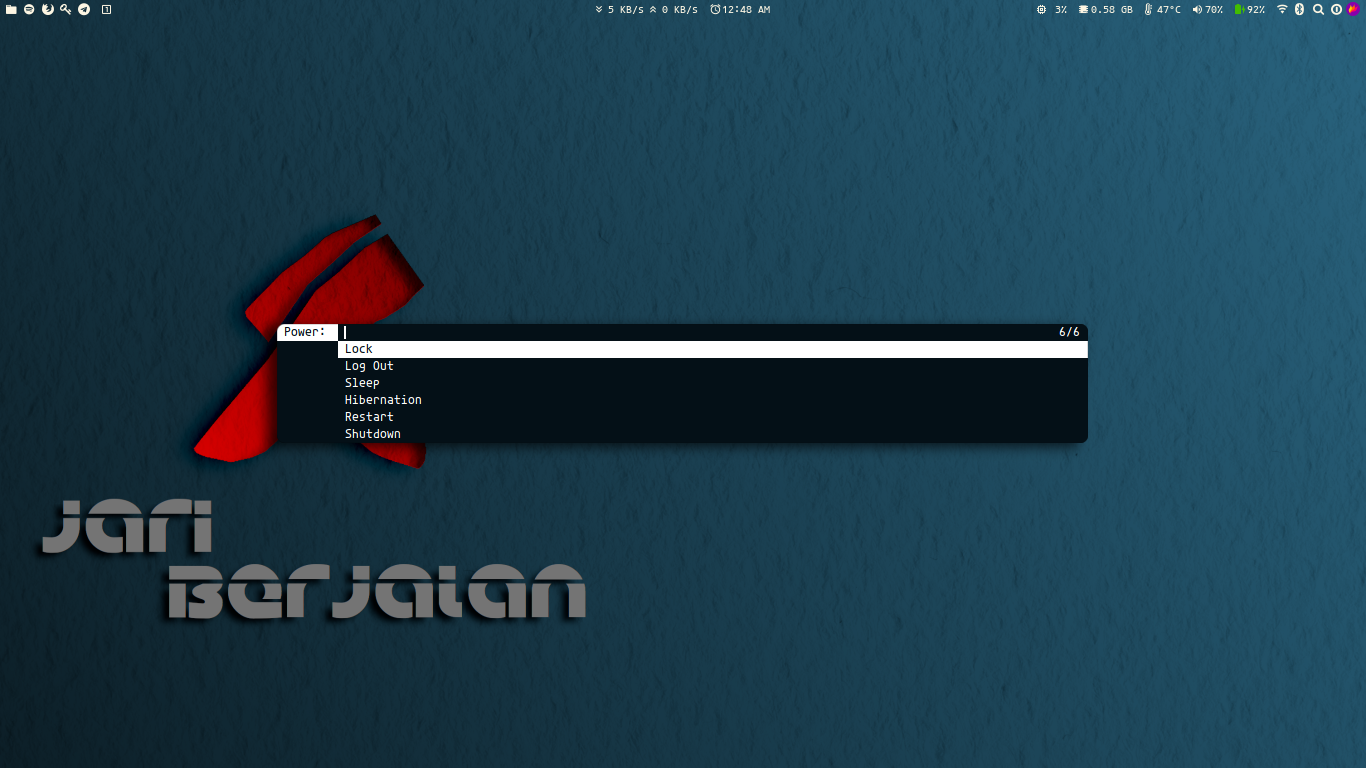 1
5 KB/s 0 KB/s 12:48 AM
3% 0.58 GB 47°C 70% 92%
Power: 6/6
Lock
Log Out
Sleep
Hibernation
Restart
Shutdown
Jari
Berjalan